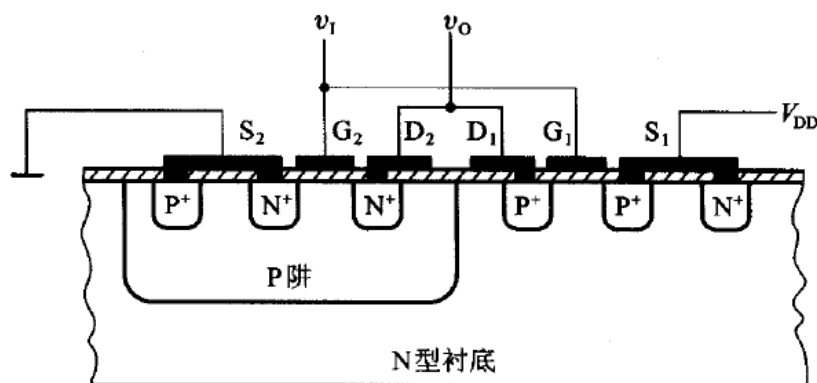 v_I v_O
S_2 G_2 D_2 D_1 G_1 S_1 V_DD
P⁺ N⁺ N⁺ P⁺ P⁺ N⁺
P阱
N型衬底